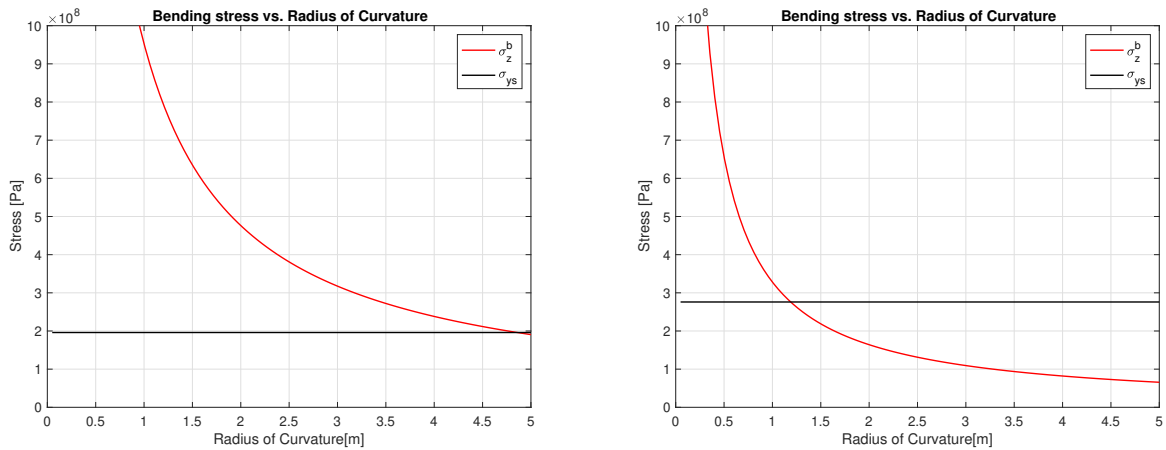 Bending stress vs. Radius of Curvature
×10^8
10
9
8
7
6
5
4
3
2
1
0
Stress [Pa]
σ_z^b
σ_ys
0 0.5 1 1.5 2 2.5 3 3.5 4 4.5 5
Radius of Curvature[m]
Bending stress vs. Radius of Curvature
×10^8
10
9
8
7
6
5
4
3
2
1
0
Stress [Pa]
σ_z^b
σ_ys
0 0.5 1 1.5 2 2.5 3 3.5 4 4.5 5
Radius of Curvature[m]